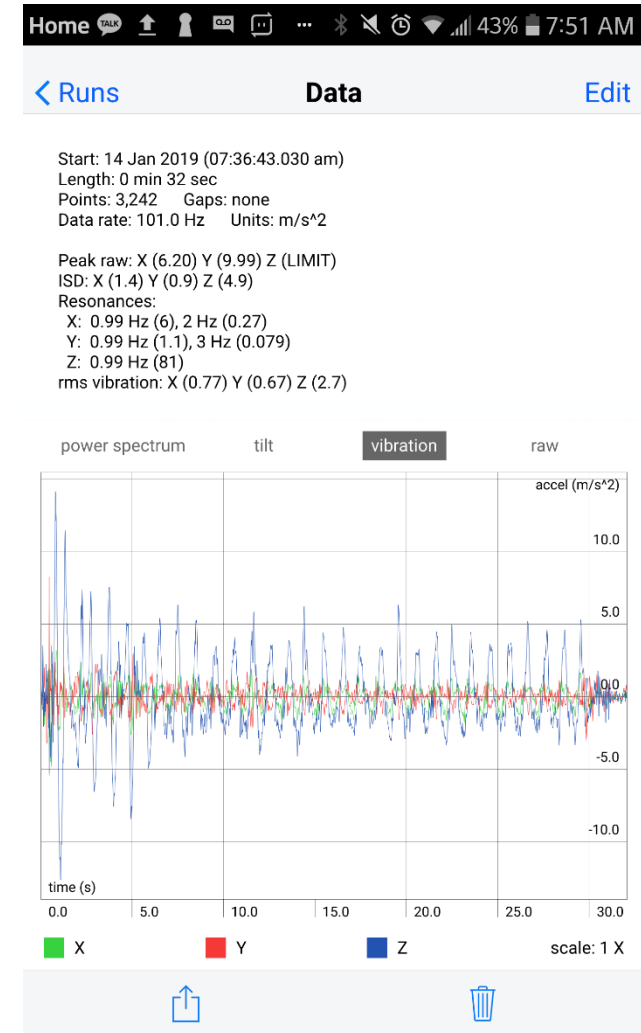 Home TALK ... 43% 7:51 AM
Runs Data Edit
Start: 14 Jan 2019 (07:36:43.030 am)
Length: 0 min 32 sec
Points: 3,242 Gaps: none
Data rate: 101.0 Hz Units: m/s^2
Peak raw: X (6.20) Y (9.99) Z (LIMIT)
ISD: X (1.4) Y (0.9) Z (4.9)
Resonances:
X: 0.99 Hz (6), 2 Hz (0.27)
Y: 0.99 Hz (1.1), 3 Hz (0.079)
Z: 0.99 Hz (81)
rms vibration: X (0.77) Y (0.67) Z (2.7)
power spectrum tilt vibration raw
accel (m/s^2)
10.0
5.0
0.0
-5.0
-10.0
time (s)
0.0 5.0 10.0 15.0 20.0 25.0 30.0
X Y Z scale: 1 X